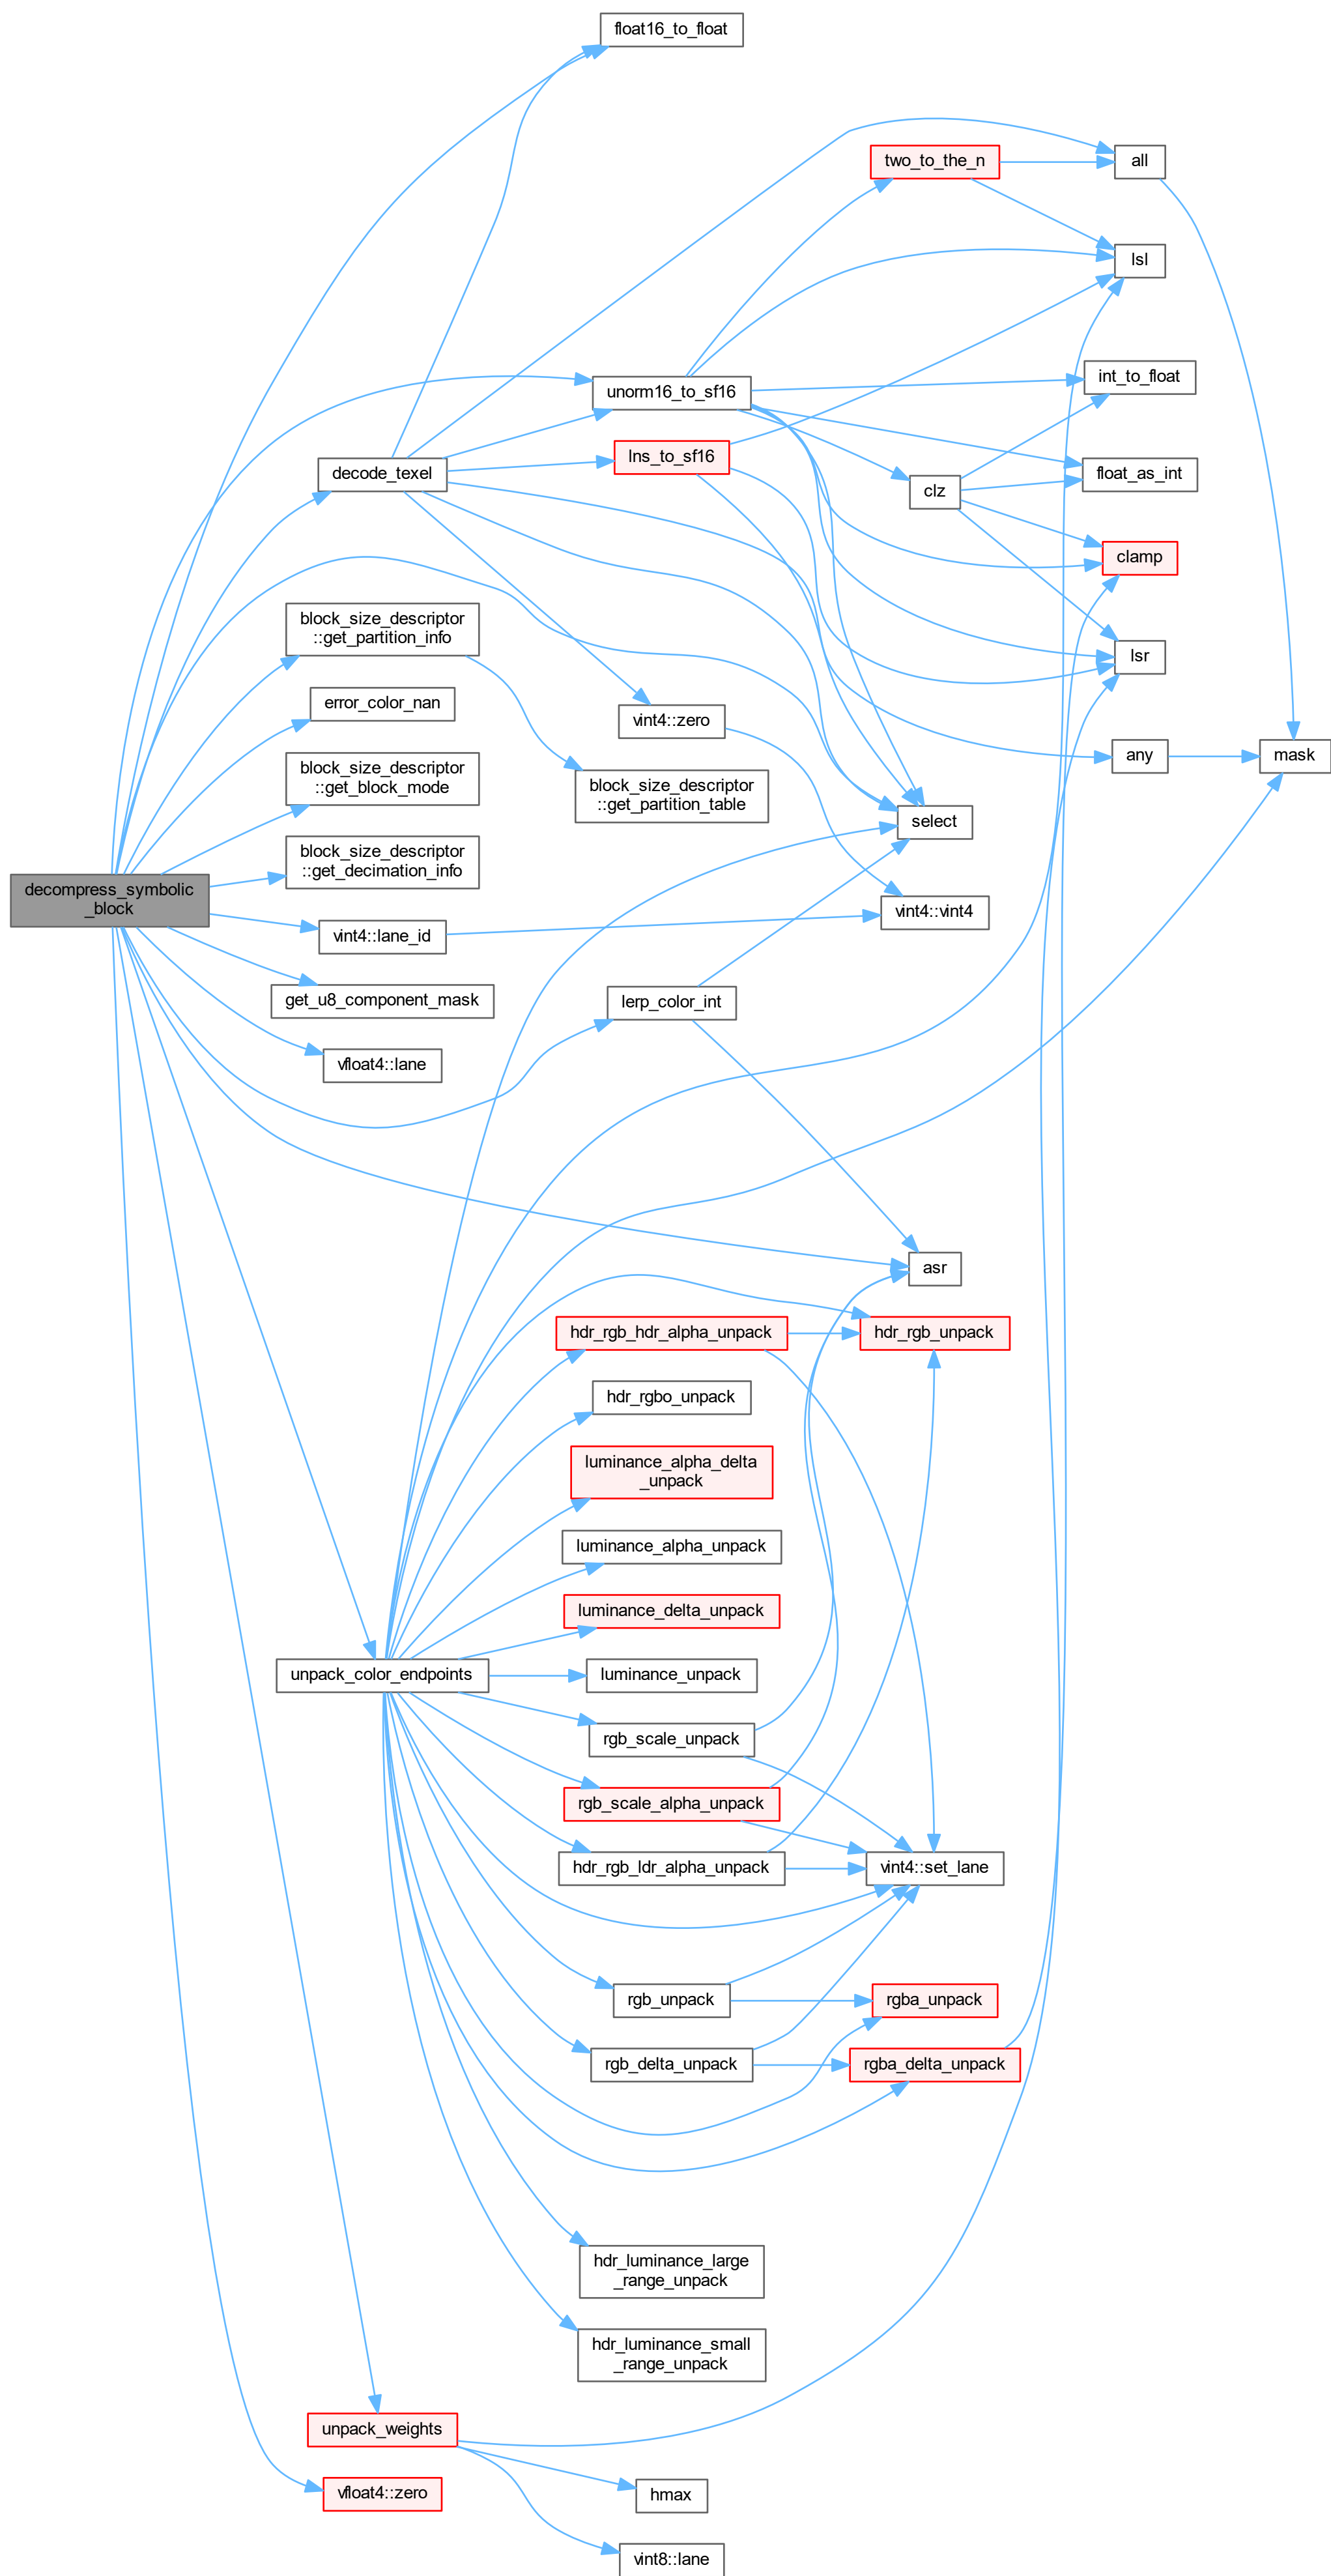 float16_to_float
two_to_the_n
all
lsl
int_to_float
unorm16_to_sf16
decode_texel
lns_to_sf16
clz
float_as_int
clamp
block_size_descriptor
::get_partition_info
lsr
error_color_nan
vint4::zero
any
mask
block_size_descriptor
::get_block_mode
block_size_descriptor
::get_partition_table
select
block_size_descriptor
::get_decimation_info
decompress_symbolic
_block
vint4::lane_id
vint4::vint4
get_u8_component_mask
lerp_color_int
vfloat4::lane
asr
hdr_rgb_hdr_alpha_unpack
hdr_rgb_unpack
hdr_rgbo_unpack
luminance_alpha_delta
_unpack
luminance_alpha_unpack
luminance_delta_unpack
unpack_color_endpoints
luminance_unpack
rgb_scale_unpack
rgb_scale_alpha_unpack
hdr_rgb_ldr_alpha_unpack
vint4::set_lane
rgb_unpack
rgba_unpack
rgb_delta_unpack
rgba_delta_unpack
hdr_luminance_large
_range_unpack
hdr_luminance_small
_range_unpack
unpack_weights
vfloat4::zero
hmax
vint8::lane